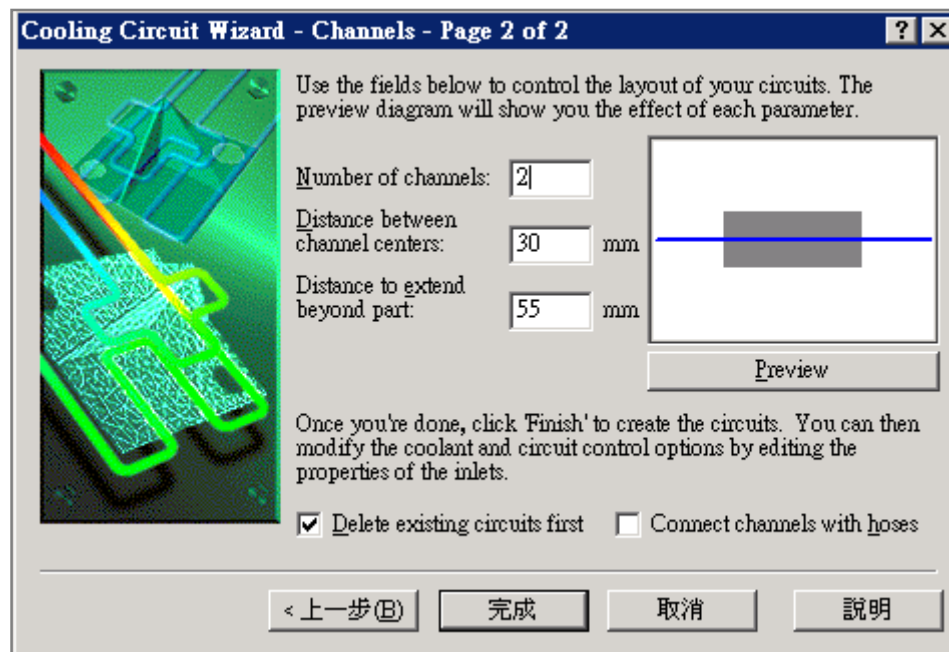 Cooling Circuit Wizard - Channels - Page 2 of 2
Use the fields below to control the layout of your circuits. The
preview diagram will show you the effect of each parameter.
Number of channels: 2
Distance between
channel centers: 30 mm
Distance to extend
beyond part: 55 mm
Preview
Once you're done, click 'Finish' to create the circuits. You can then
modify the coolant and circuit control options by editing the
properties of the inlets.
Delete existing circuits first Connect channels with hoses
< 上一步(B) 完成 取消 說明